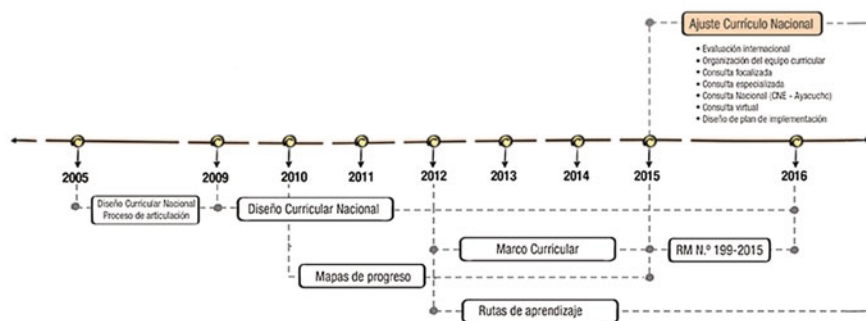 Ajuste Currículo Nacional
• Evaluación internacional
• Organización del equipo curricular
• Consulta focalizada
• Consulta especializada
• Consulta Nacional (CNE - Ayacucho)
• Consulta virtual
• Diseño de plan de implementación
2005
2009
2010
2011
2012
2013
2014
2015
2016
Diseño Curricular Nacional
Proceso de articulación
Diseño Curricular Nacional
Marco Curricular
RM N.º 199-2015
Mapas de progreso
Rutas de aprendizaje